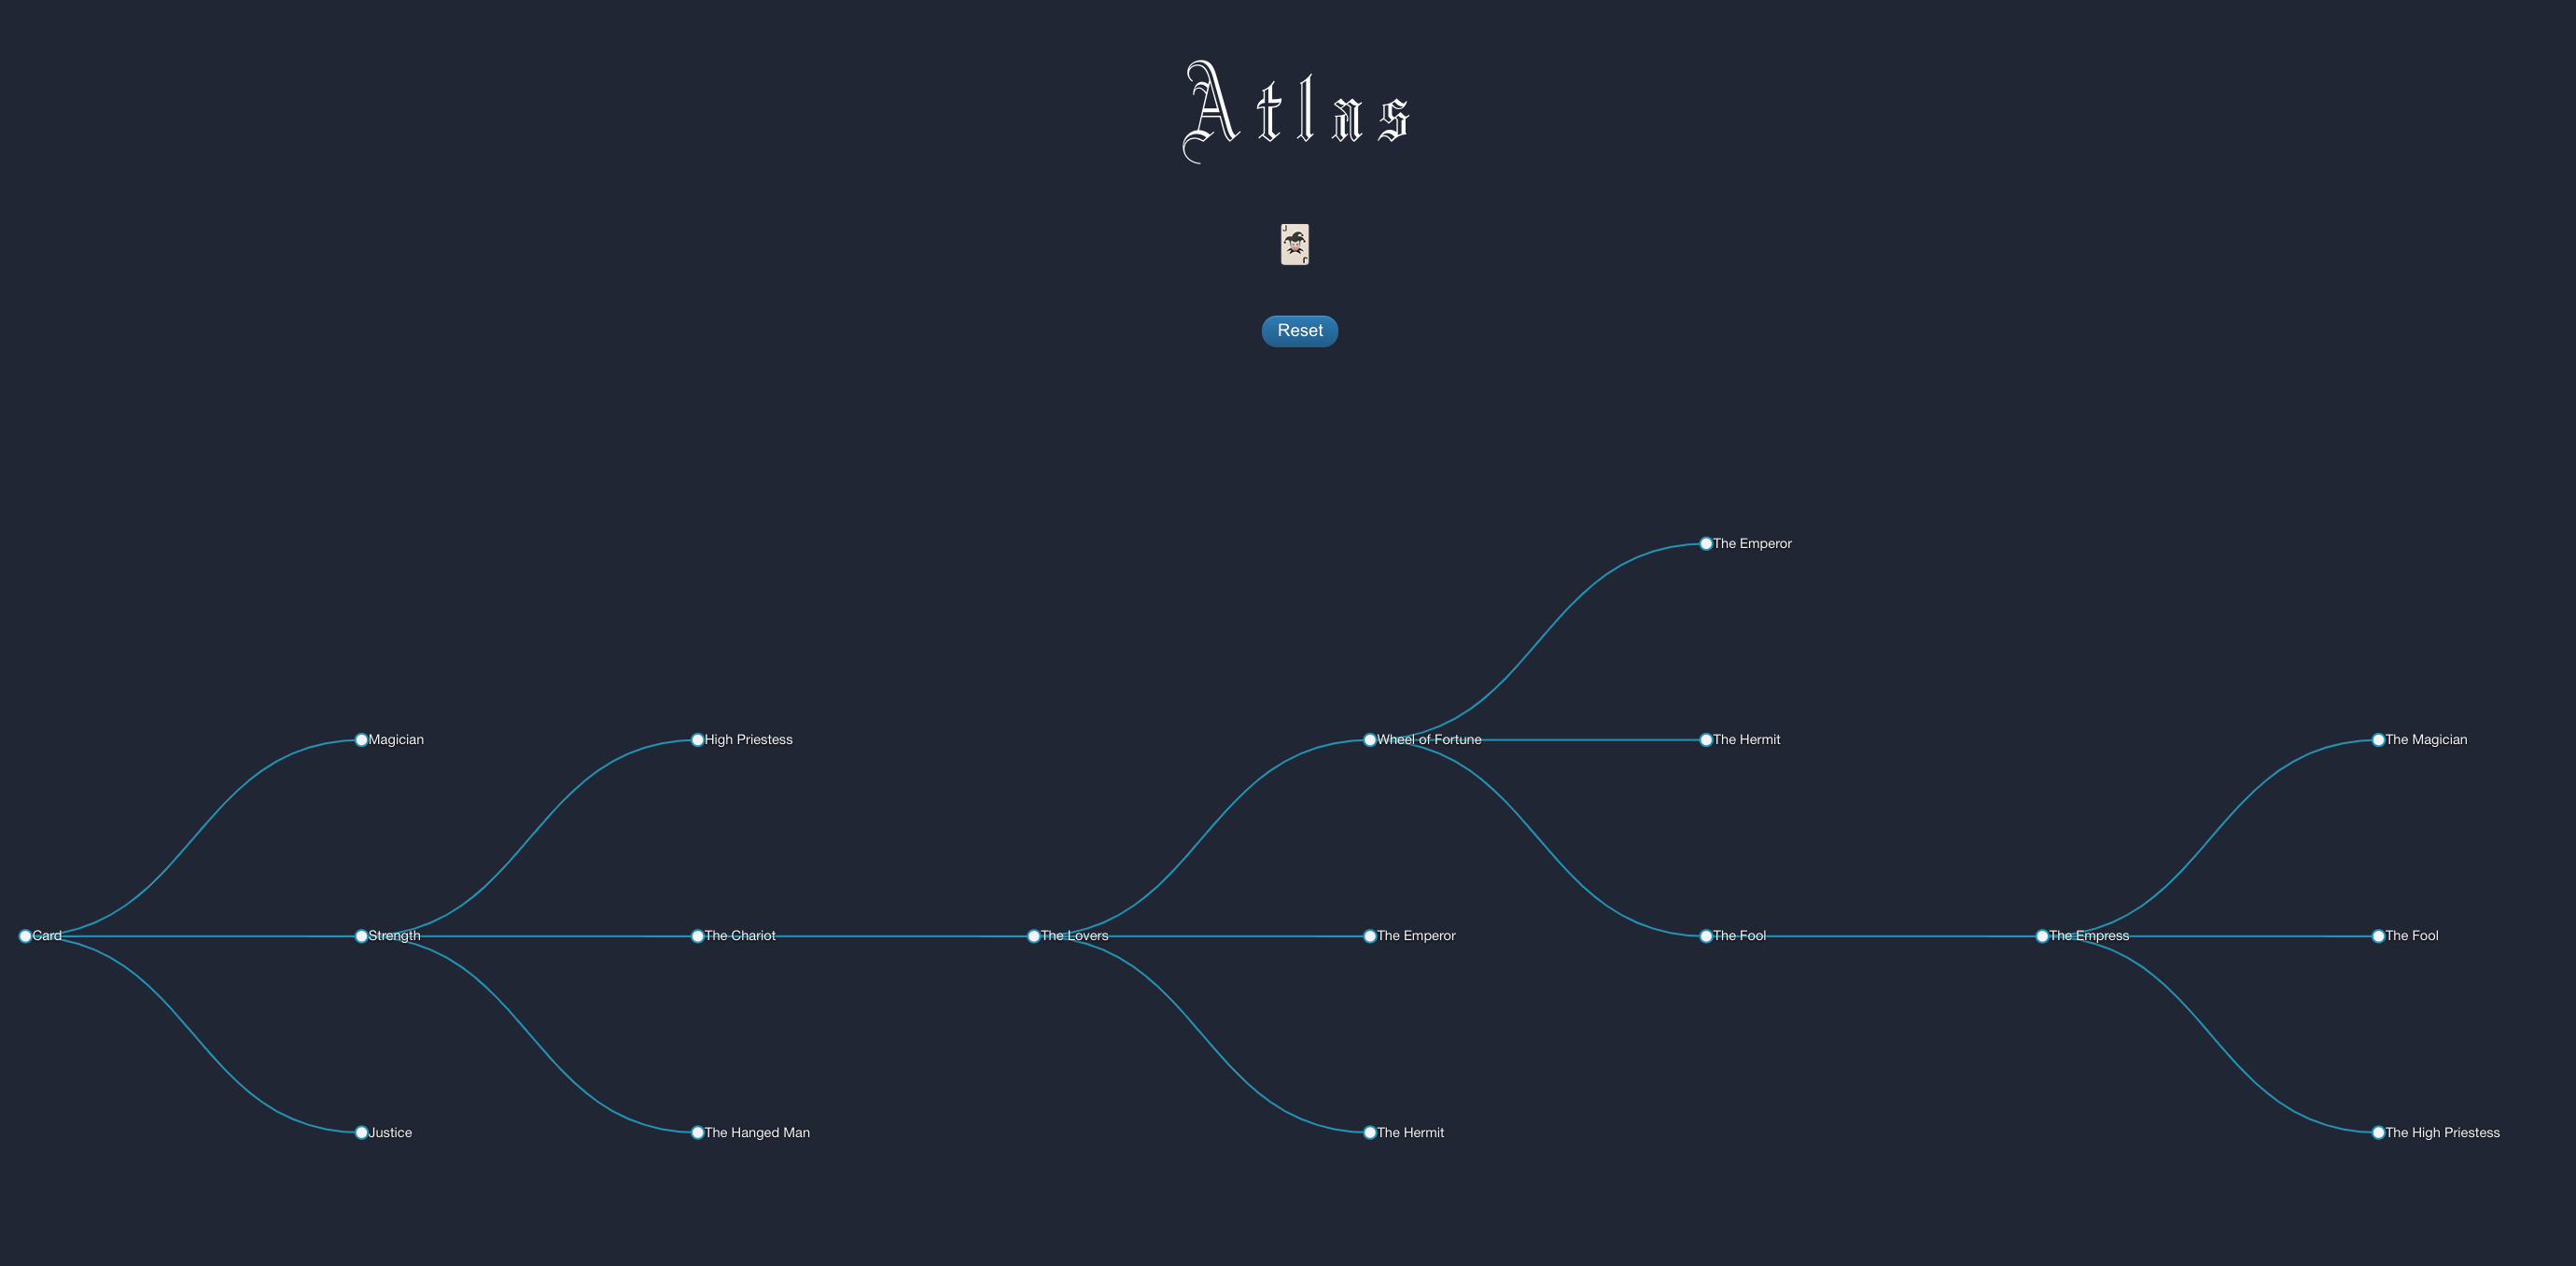 Atlas
J
J
Reset
The Emperor
Magician
High Priestess
Wheel of Fortune
The Hermit
The Magician
Card
Strength
The Chariot
The Lovers
The Emperor
The Fool
The Empress
The Fool
Justice
The Hanged Man
The Hermit
The High Priestess